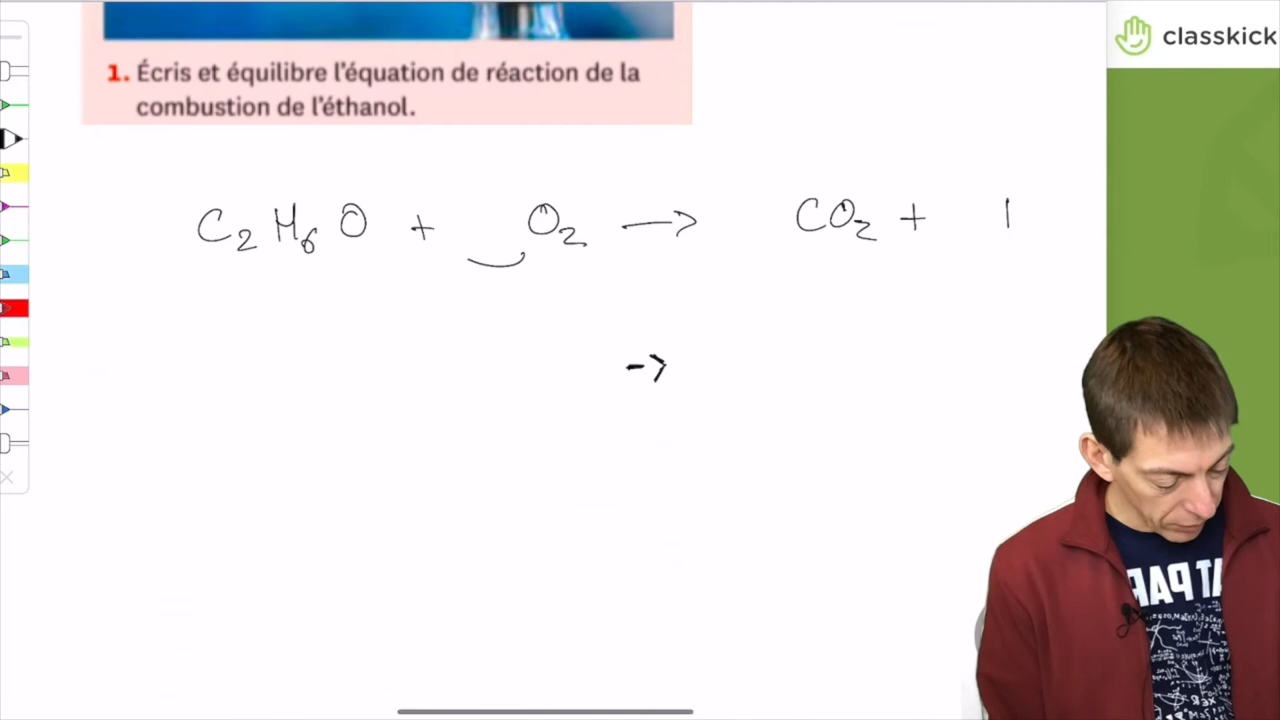 classkick
1. Écris et équilibre l'équation de réaction de la
combustion de l'éthanol.
C₂H₆O + O₂ → CO₂ + |
→